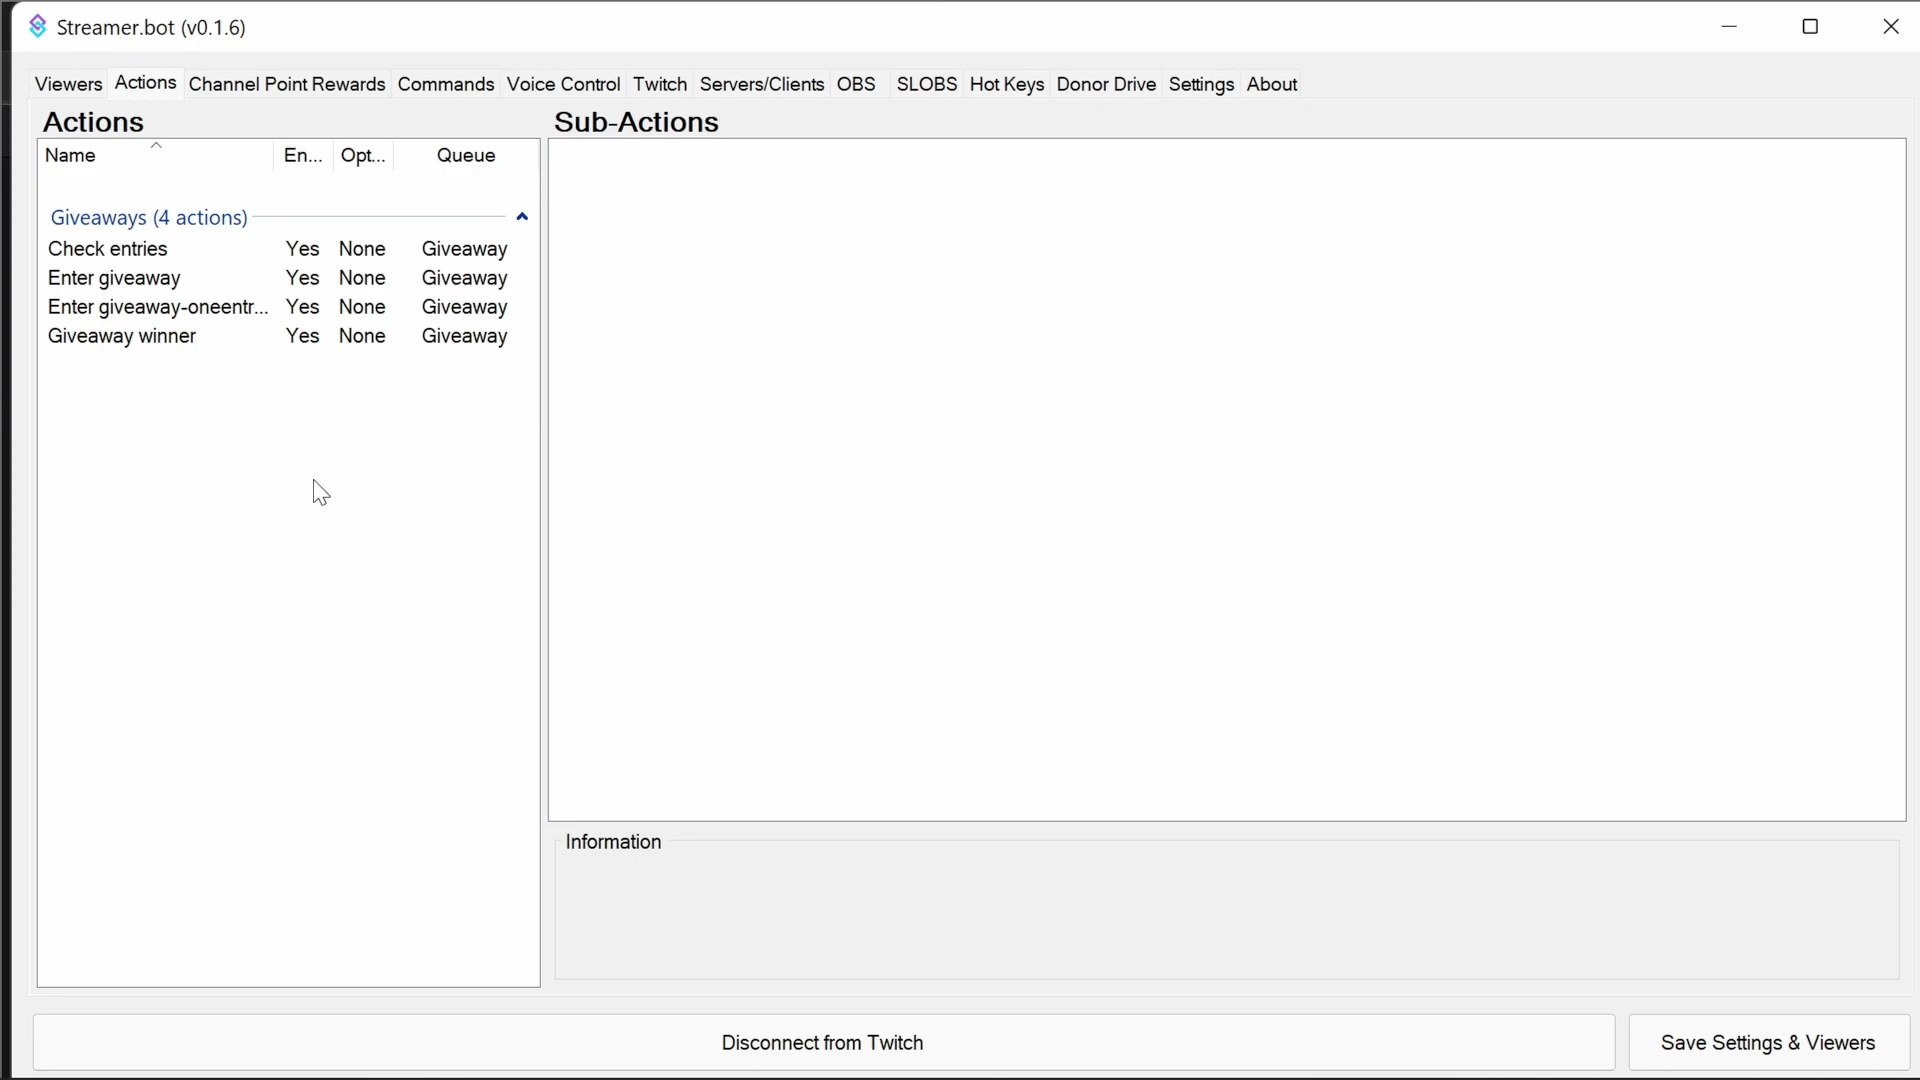 Streamer.bot (v0.1.6)
Viewers Actions Channel Point Rewards Commands Voice Control Twitch Servers/Clients OBS SLOBS Hot Keys Donor Drive Settings About
Actions
Name En... Opt... Queue
Giveaways (4 actions)
Check entries Yes None Giveaway
Enter giveaway Yes None Giveaway
Enter giveaway-oneentr... Yes None Giveaway
Giveaway winner Yes None Giveaway
Sub-Actions
Information
Disconnect from Twitch
Save Settings & Viewers